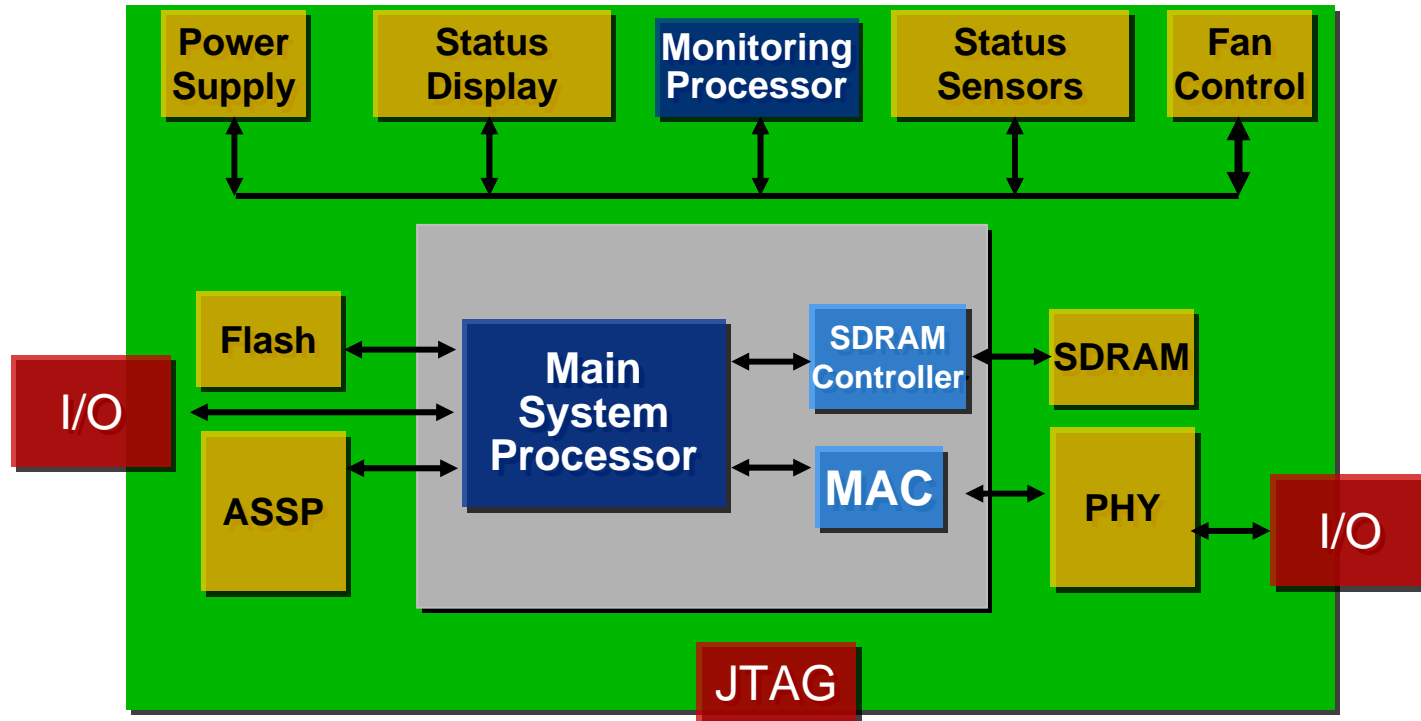 Power
Supply
Status
Display
Monitoring
Processor
Status
Sensors
Fan
Control
Flash
I/O
ASSP
Main
System
Processor
SDRAM
Controller
MAC
SDRAM
PHY
I/O
JTAG